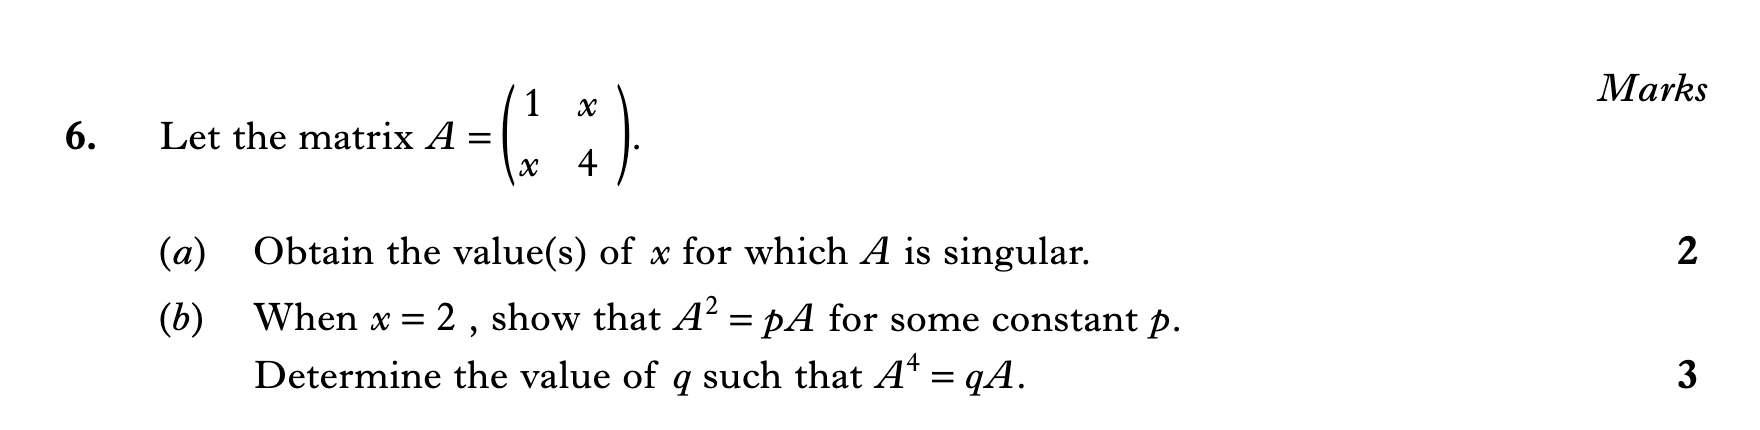 Marks
6. Let the matrix A = ( 1 x
x 4 ).
(a) Obtain the value(s) of x for which A is singular. 2
(b) When x = 2 , show that A² = pA for some constant p.
Determine the value of q such that A⁴ = qA. 3